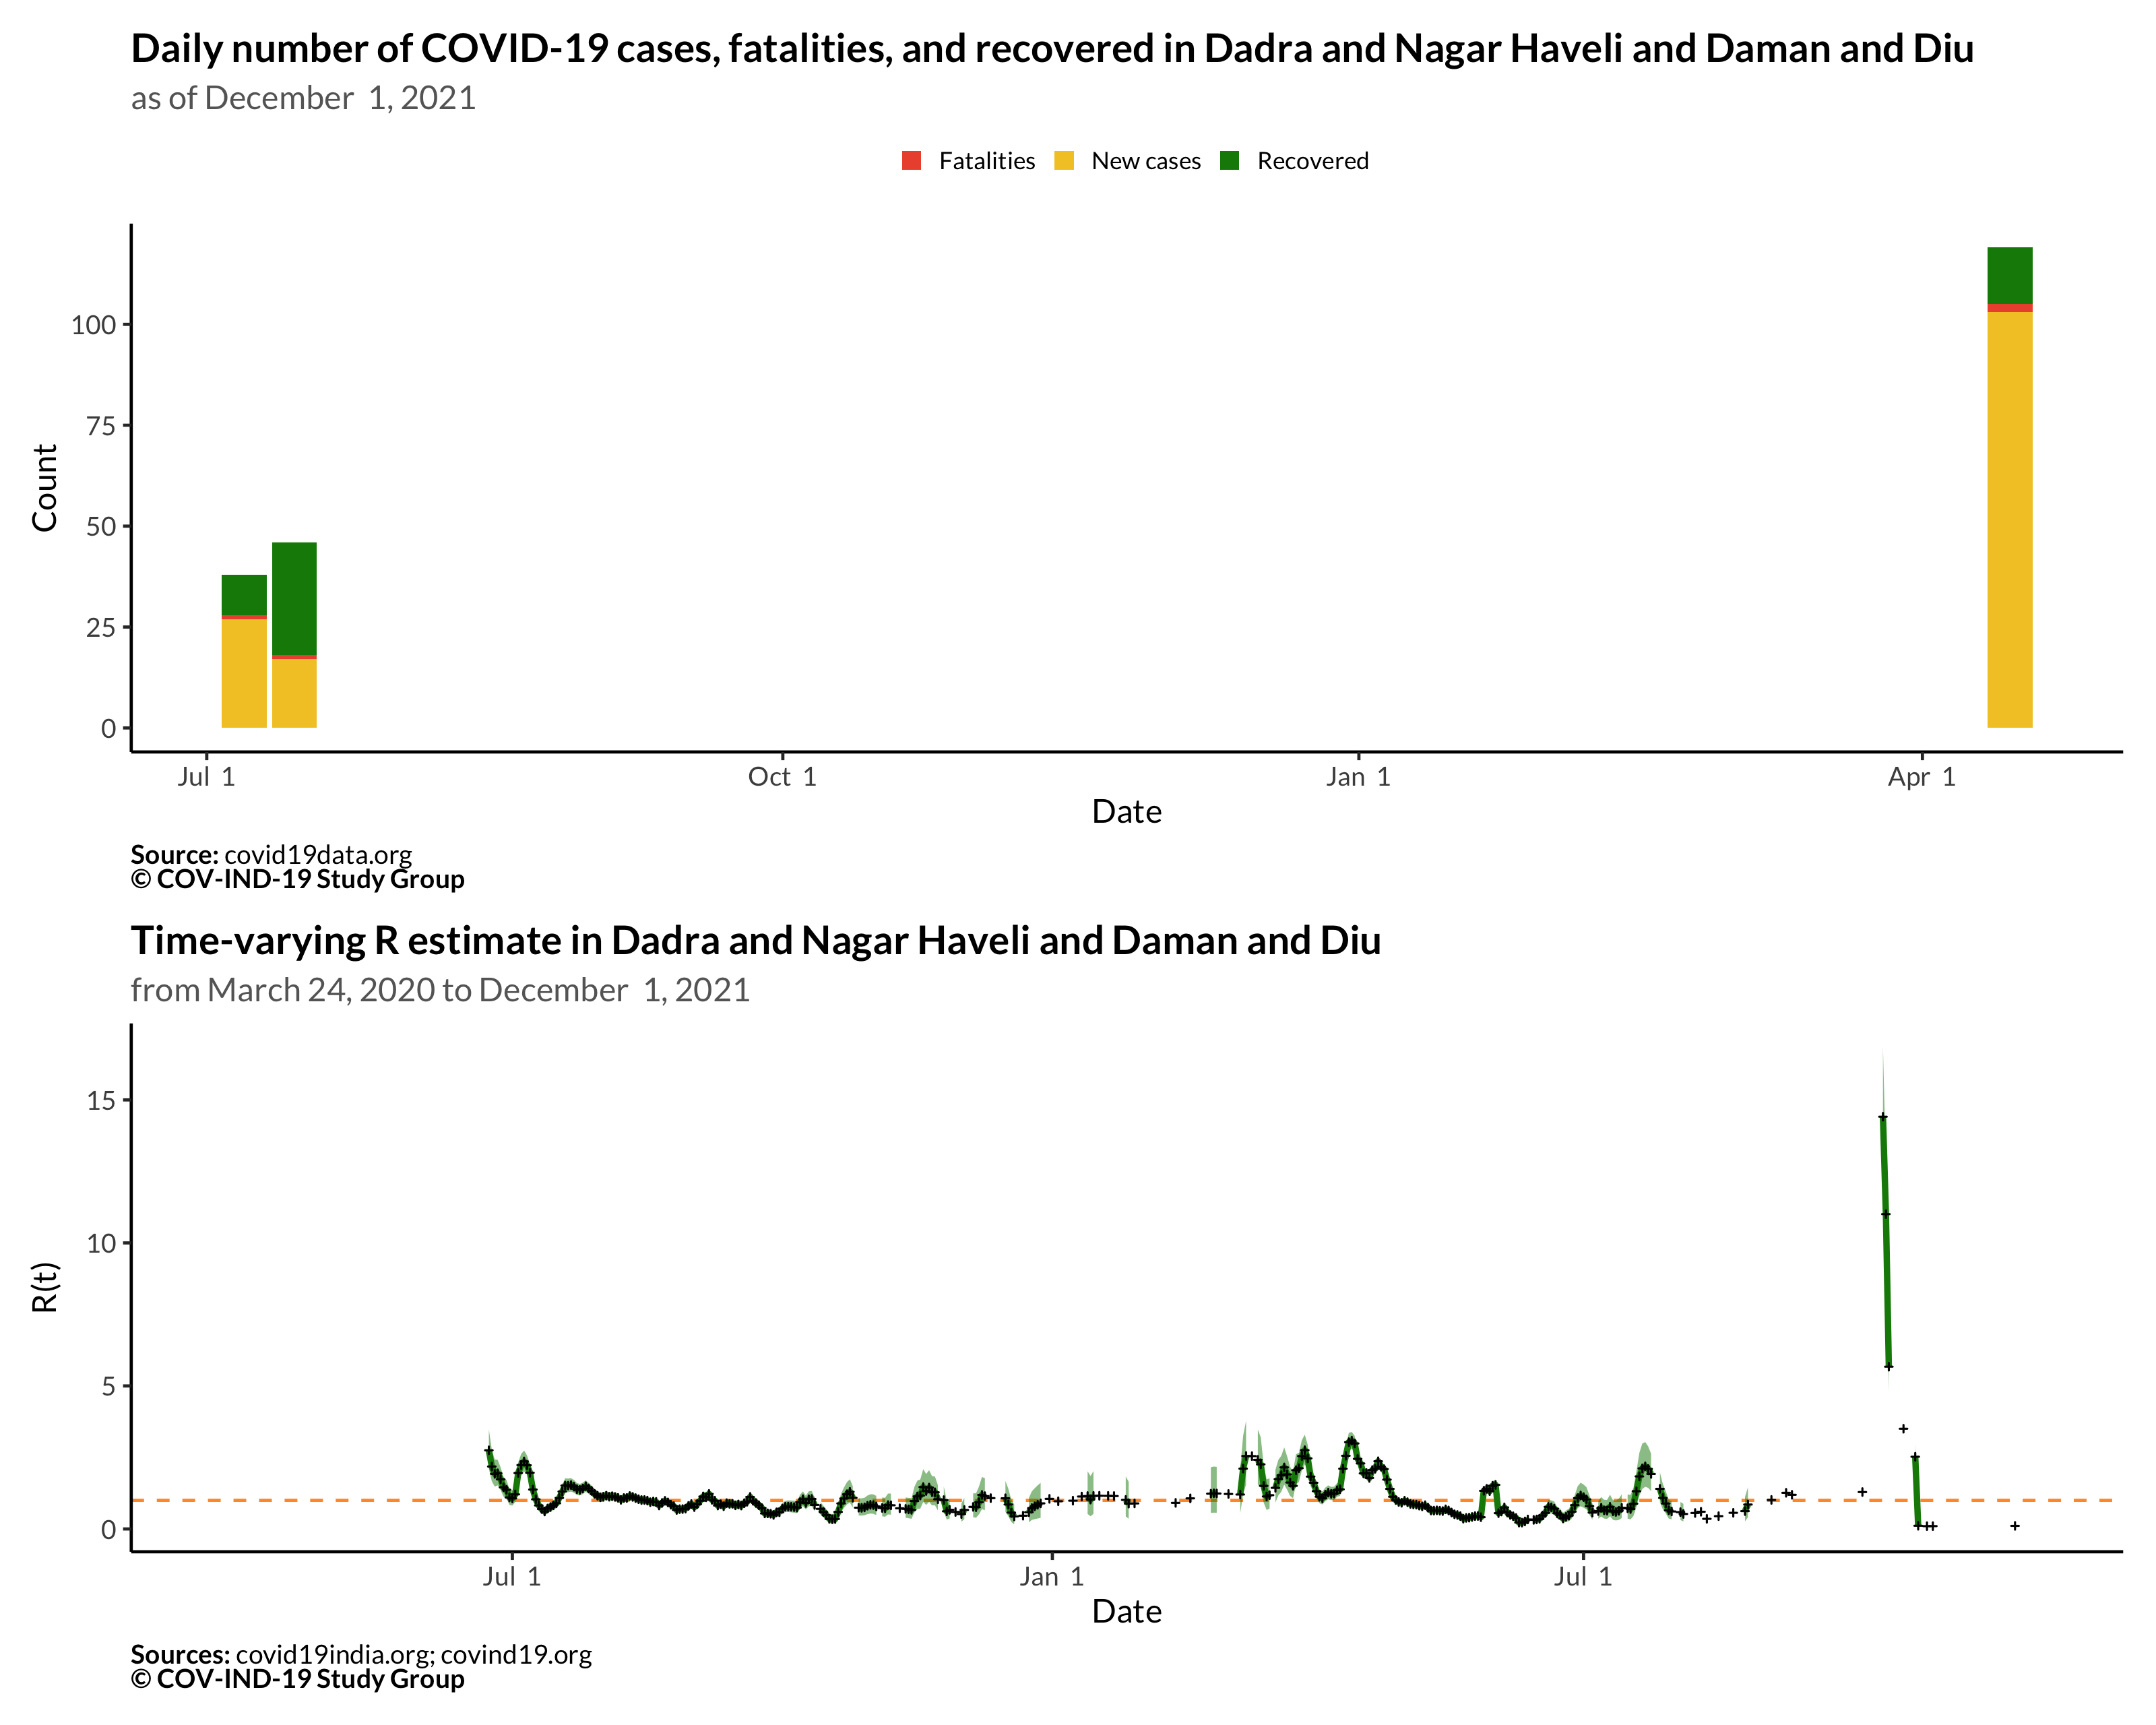 Daily number of COVID-19 cases, fatalities, and recovered in Dadra and Nagar Haveli and Daman and Diu
as of December 1, 2021
Fatalities New cases Recovered
Count
100
75
50
25
0
Jul 1 Oct 1 Jan 1 Apr 1
Date
Source: covid19data.org
© COV-IND-19 Study Group
Time-varying R estimate in Dadra and Nagar Haveli and Daman and Diu
from March 24, 2020 to December 1, 2021
R(t)
15
10
5
0
Jul 1 Jan 1 Jul 1
Date
Sources: covid19india.org; covind19.org
© COV-IND-19 Study Group